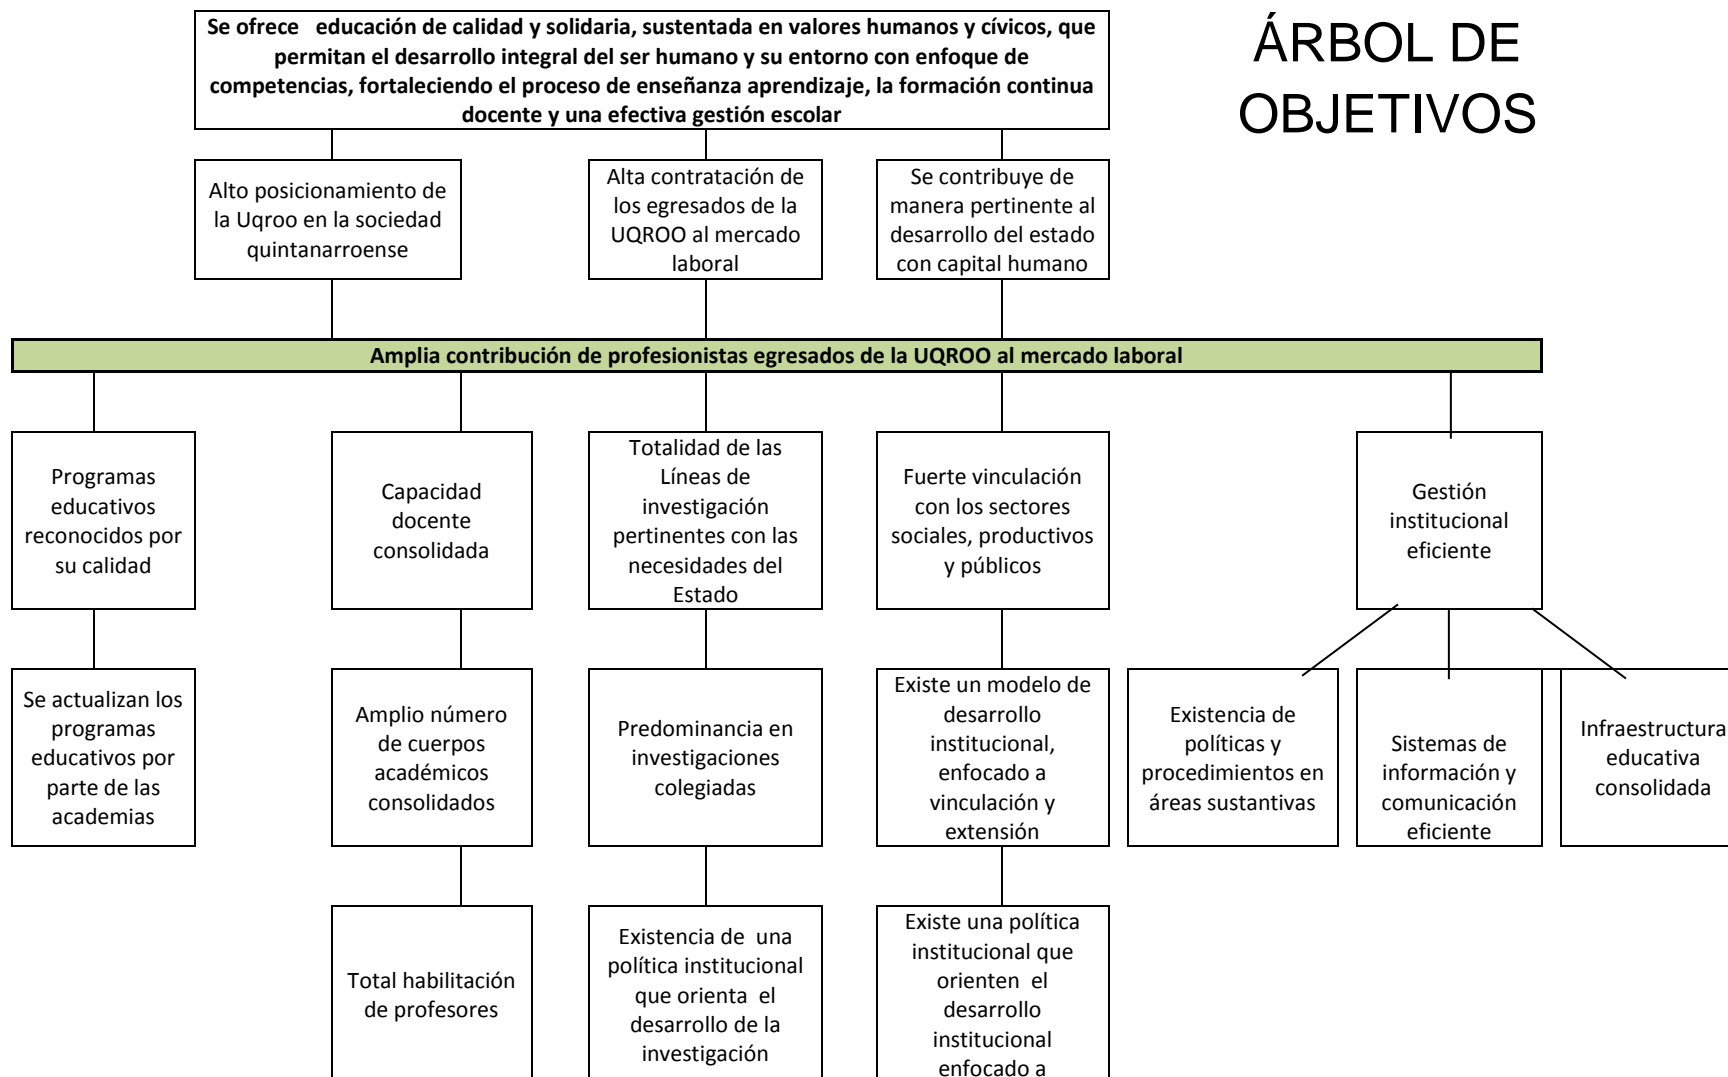 Se ofrece educación de calidad y solidaria, sustentada en valores humanos y cívicos, que
permitan el desarrollo integral del ser humano y su entorno con enfoque de
competencias, fortaleciendo el proceso de enseñanza aprendizaje, la formación continua
docente y una efectiva gestión escolar
ÁRBOL DE
OBJETIVOS
Alto posicionamiento de
la Uqroo en la sociedad
quintanarroense
Alta contratación de
los egresados de la
UQROO al mercado
laboral
Se contribuye de
manera pertinente al
desarrollo del estado
con capital humano
Amplia contribución de profesionistas egresados de la UQROO al mercado laboral
Programas
educativos
reconocidos por
su calidad
Capacidad
docente
consolidada
Totalidad de las
Líneas de
investigación
pertinentes con las
necesidades del
Estado
Fuerte vinculación
con los sectores
sociales, productivos
y públicos
Gestión
institucional
eficiente
Se actualizan los
programas
educativos por
parte de las
academias
Amplio número
de cuerpos
académicos
consolidados
Predominancia en
investigaciones
colegiadas
Existe un modelo de
desarrollo
institucional,
enfocado a
vinculación y
extensión
Existencia de
políticas y
procedimientos en
áreas sustantivas
Sistemas de
información y
comunicación
eficiente
Infraestructura
educativa
consolidada
Total habilitación
de profesores
Existencia de una
política institucional
que orienta el
desarrollo de la
investigación
Existe una política
institucional que
orienten el
desarrollo
institucional
enfocado a